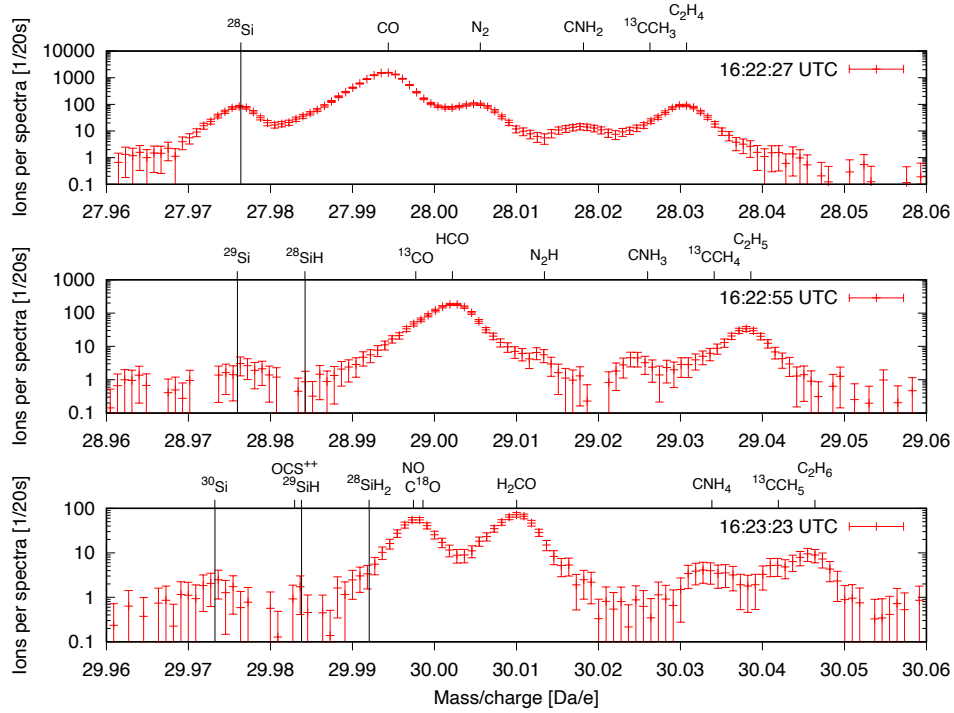 ²⁸Si CO N₂ CNH₂ ¹³CCH₃ C₂H₄
Ions per spectra [1/20s]
10000
1000
100
10
1
0.1
16:22:27 UTC
27.96 27.97 27.98 27.99 28.00 28.01 28.02 28.03 28.04 28.05 28.06
HCO C₂H₅
²⁹Si ²⁸SiH ¹³CO N₂H CNH₃ ¹³CCH₄
Ions per spectra [1/20s]
1000
100
10
1
0.1
16:22:55 UTC
28.96 28.97 28.98 28.99 29.00 29.01 29.02 29.03 29.04 29.05 29.06
OCS⁺⁺ NO C₂H₆
³⁰Si ²⁹SiH ²⁸SiH₂ C¹⁸O H₂CO CNH₄ ¹³CCH₅
Ions per spectra [1/20s]
100
10
1
0.1
16:23:23 UTC
29.96 29.97 29.98 29.99 30.00 30.01 30.02 30.03 30.04 30.05 30.06
Mass/charge [Da/e]